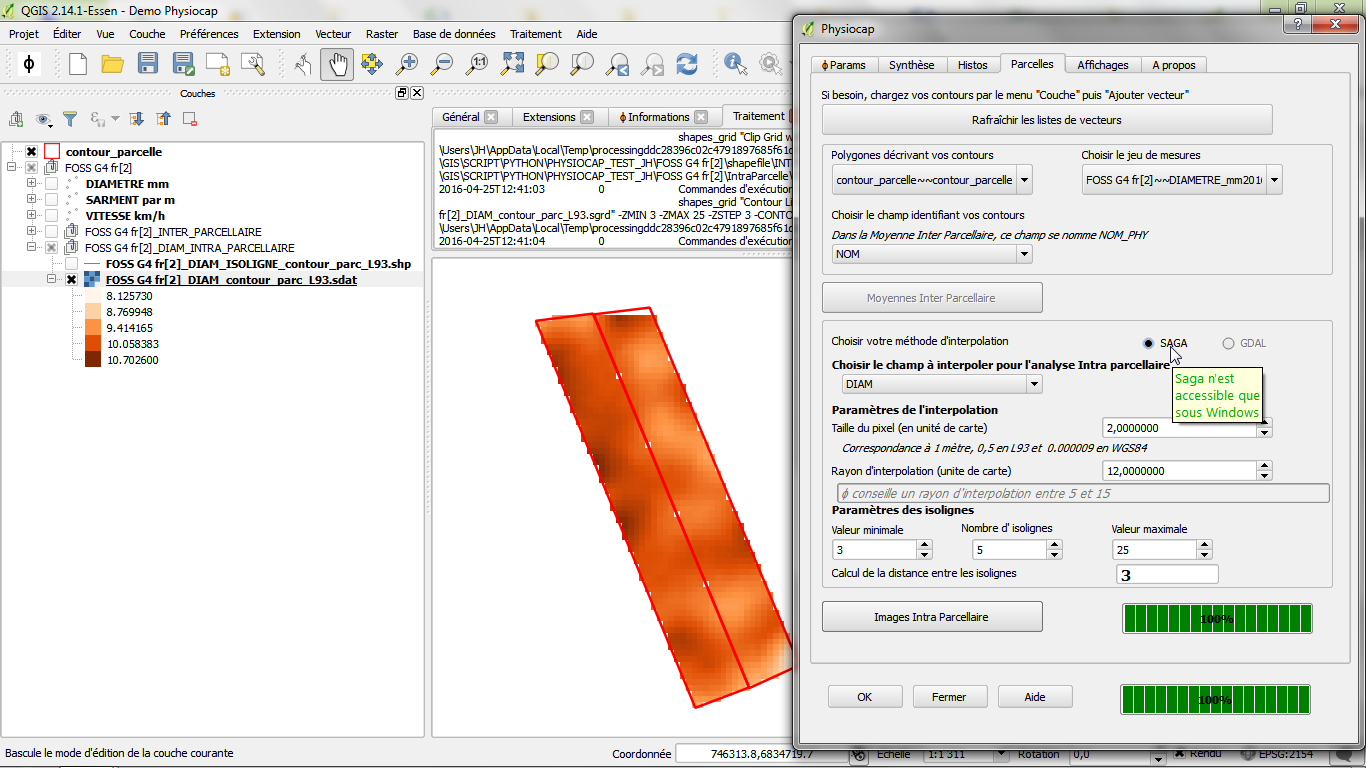 QGIS 2.14.1-Essen - Demo Physiocap
Projet Éditer Vue Couche Préférences Extension Vecteur Raster Base de données Traitement Aide
ϕ
1:1
Couches
contour_parcelle
FOSS G4 fr[2]
DIAMETRE mm
SARMENT par m
VITESSE km/h
FOSS G4 fr[2]_INTER_PARCELLAIRE
FOSS G4 fr[2]_DIAM_INTRA_PARCELLAIRE
FOSS G4 fr[2]_DIAM_ISOLIGNE_contour_parc_L93.shp
FOSS G4 fr[2]_DIAM_contour_parc_L93.sdat
8.125730
8.769948
9.414165
10.058383
10.702600
Général Extensions ϕInformations Traitement
shapes_grid "Clip Grid w
\Users\JH\AppData\Local\Temp\processingddc28396c02c4791897685f61d
\GIS\SCRIPT\PYTHON\PHYSIOCAP_TEST_JH\FOSS G4 fr[2]\shapefile\INT
\GIS\SCRIPT\PYTHON\PHYSIOCAP_TEST_JH\FOSS G4 fr[2]\IntraParcelle\
2016-04-25T12:41:03 0 Commandes d'exécution
shapes_grid "Contour Li
fr[2]_DIAM_contour_parc_L93.sgrd" -ZMIN 3 -ZMAX 25 -ZSTEP 3 -CONTO
\Users\JH\AppData\Local\Temp\processingddc28396c02c4791897685f61d
2016-04-25T12:41:04 0 Commandes d'exécution
Physiocap
ϕParams Synthèse Histos Parcelles Affichages A propos
Si besoin, chargez vos contours par le menu "Couche" puis "Ajouter vecteur"
Rafraîchir les listes de vecteurs
Polygones décrivant vos contours Choisir le jeu de mesures
contour_parcelle~~contour_parcelle FOSS G4 fr[2]~~DIAMETRE_mm201
Choisir le champ identifiant vos contours
Dans la Moyenne Inter Parcellaire, ce champ se nomme NOM_PHY
NOM
Moyennes Inter Parcellaire
Choisir votre méthode d'interpolation SAGA GDAL
Choisir le champ à interpoler pour l'analyse Intra parcellaire
DIAM
Saga n'est
accessible que
sous Windows
Paramètres de l'interpolation
Taille du pixel (en unité de carte) 2,0000000
Correspondance à 1 mètre, 0,5 en L93 et 0.000009 en WGS84
Rayon d'interpolation (unite de carte) 12,0000000
ϕ conseille un rayon d'interpolation entre 5 et 15
Paramètres des isolignes
Valeur minimale Nombre d' isolignes Valeur maximale
3 5 25
Calcul de la distance entre les isolignes 3
Images Intra Parcellaire 100%
OK Fermer Aide 100%
Bascule le mode d'édition de la couche courante Coordonnée 746313.8,6834719.7 Echelle 1:1 311 Rotation 0,0 Rendu EPSG:2154